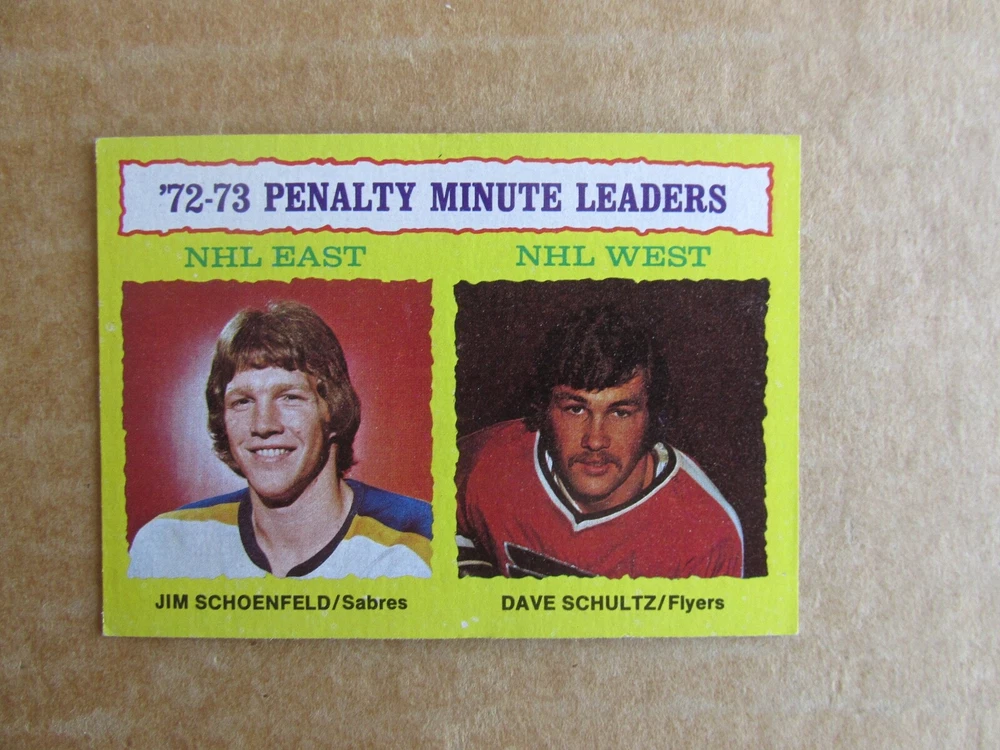 '72-73 PENALTY MINUTE LEADERS
NHL EAST NHL WEST
JIM SCHOENFELD/Sabres DAVE SCHULTZ/Flyers